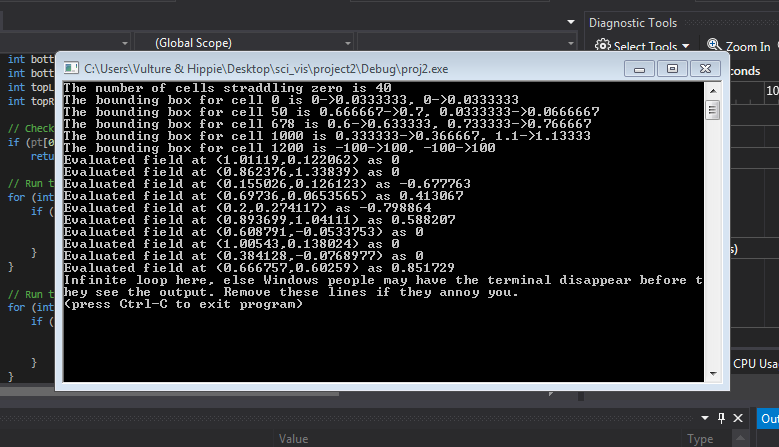 Diagnostic Tools
(Global Scope)
Select Tools
Zoom In
C:\Users\Vulture & Hippie\Desktop\sci_vis\project2\Debug\proj2.exe
int bott
int bott
int topL
int topR
// Check
if (pt[0
retu
// Run t
for (int
if (
}
}
// Run t
for (int
if (
}
}
conds
10
The number of cells straddling zero is 40
The bounding box for cell 0 is 0->0.0333333, 0->0.0333333
The bounding box for cell 50 is 0.666667->0.7, 0.0333333->0.0666667
The bounding box for cell 678 is 0.6->0.633333, 0.733333->0.766667
The bounding box for cell 1000 is 0.333333->0.366667, 1.1->1.13333
The bounding box for cell 1200 is -100->100, -100->100
Evaluated field at (1.01119,0.122062) as 0
Evaluated field at (0.862376,1.33839) as 0
Evaluated field at (0.155026,0.126123) as -0.677763
Evaluated field at (0.69736,0.0653565) as 0.413067
Evaluated field at (0.2,0.274117) as -0.798864
Evaluated field at (0.893699,1.04111) as 0.588207
Evaluated field at (0.608791,-0.0533753) as 0
Evaluated field at (1.00543,0.138024) as 0
Evaluated field at (0.384128,-0.0768977) as 0
Evaluated field at (0.666757,0.60259) as 0.851729
Infinite loop here, else Windows people may have the terminal disappear before t
hey see the output. Remove these lines if they annoy you.
(press Ctrl-C to exit program)
s)
CPU Usa
Out
Value
Type